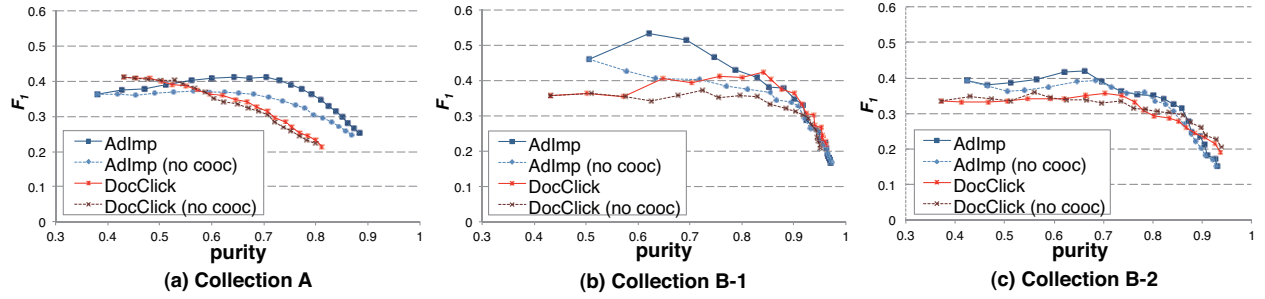 0.6
0.5
0.4
0.3
0.2
0.1
0
F1
AdImp
AdImp (no cooc)
DocClick
DocClick (no cooc)
0.3 0.4 0.5 0.6 0.7 0.8 0.9 1
purity
(a) Collection A
0.6
0.5
0.4
0.3
0.2
0.1
0
F1
AdImp
AdImp (no cooc)
DocClick
DocClick (no cooc)
0.3 0.4 0.5 0.6 0.7 0.8 0.9 1
purity
(b) Collection B-1
0.6
0.5
0.4
0.3
0.2
0.1
0
F1
AdImp
AdImp (no cooc)
DocClick
DocClick (no cooc)
0.3 0.4 0.5 0.6 0.7 0.8 0.9 1
purity
(c) Collection B-2